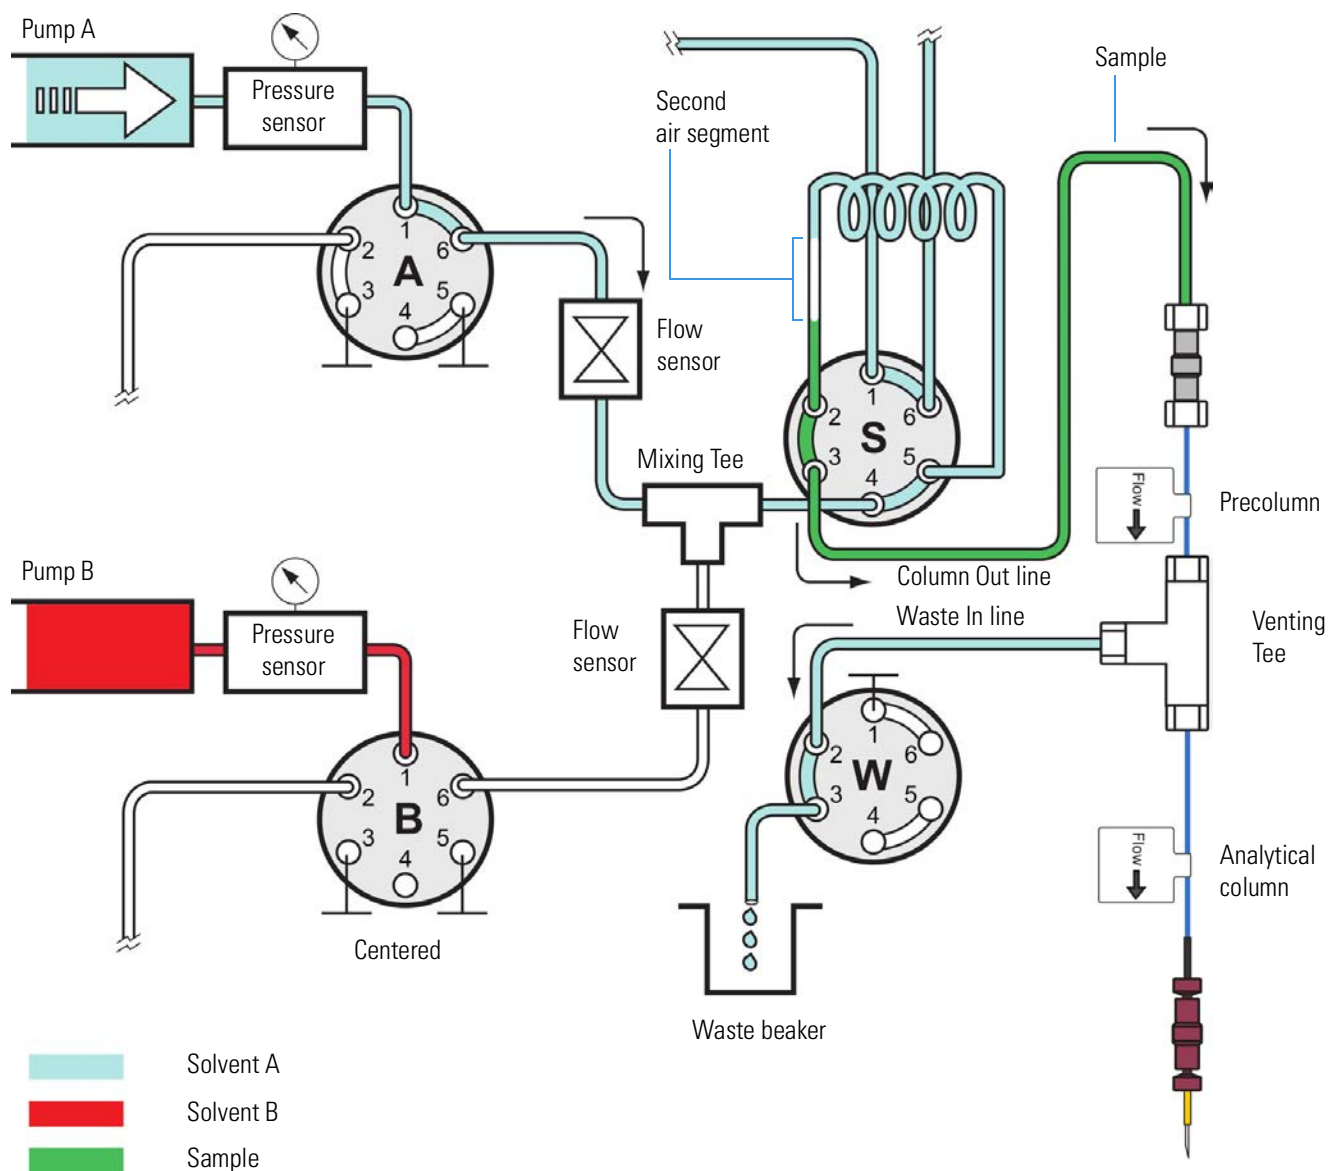 Pump A
Pressure
sensor
1
2
6
A
3
5
4
Flow
sensor
Second
air segment
Sample
1
2
6
S
3
5
4
Mixing Tee
Flow
Precolumn
Column Out line
Waste In line
Venting
Tee
Pump B
Pressure
sensor
Flow
sensor
1
2
6
B
3
5
4
Centered
1
2
6
W
3
5
4
Flow
Analytical
column
Waste beaker
Solvent A
Solvent B
Sample